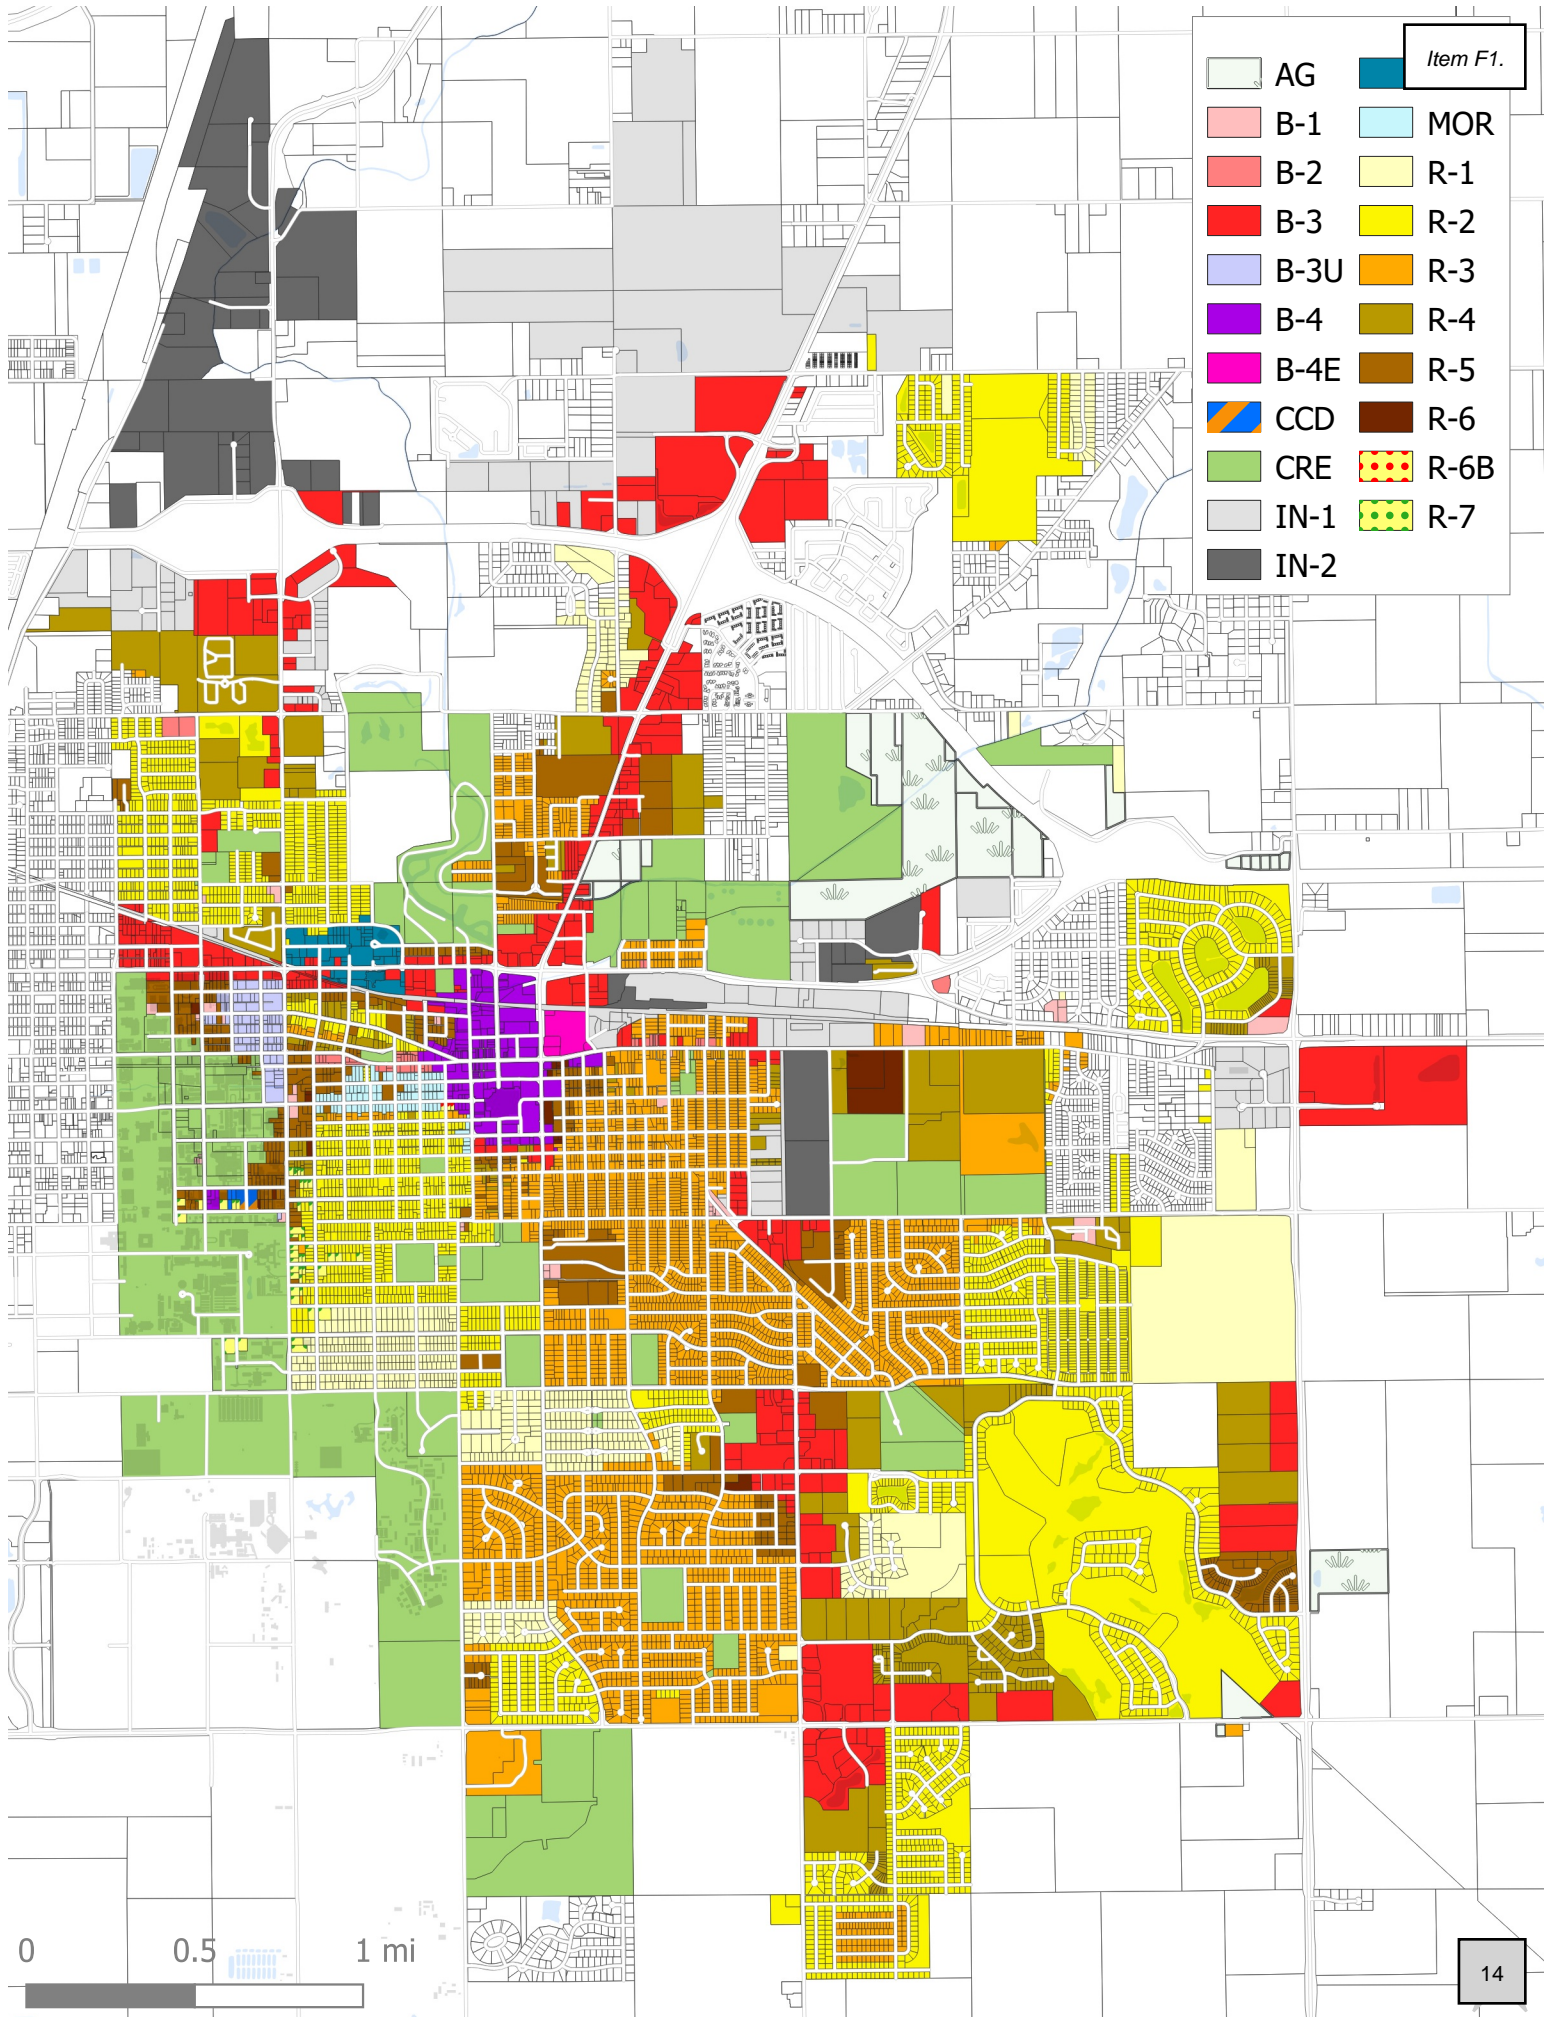 Item F1.
AG
B-1
MOR
B-2
R-1
B-3
R-2
B-3U
R-3
B-4
R-4
B-4E
R-5
CCD
R-6
CRE
R-6B
IN-1
R-7
IN-2
0
0.5
1 mi
14